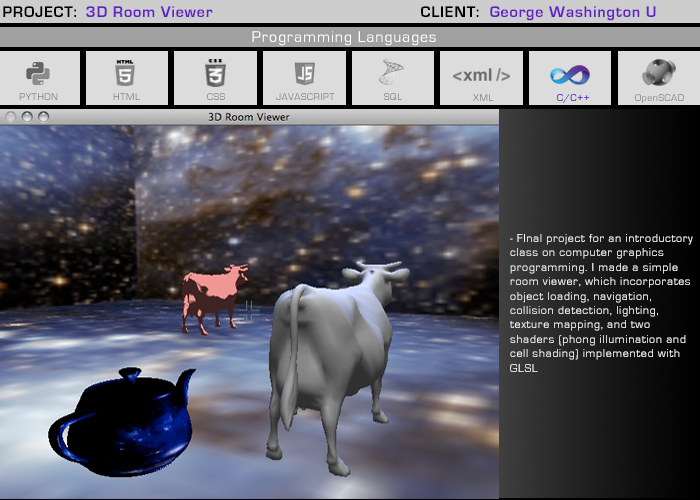 PROJECT: 3D Room Viewer CLIENT: George Washington U
Programming Languages
HTML 5 CSS 3 JS <xml/>
PYTHON HTML CSS JAVASCRIPT SQL XML C/C++ OpenSCAD
3D Room Viewer
- FInal project for an introductory
class on computer graphics
programming. I made a simple
room viewer, which incorporates
object loading, navigation,
collision detection, lighting,
texture mapping, and two
shaders (phong illumination and
cell shading) implemented with
GLSL